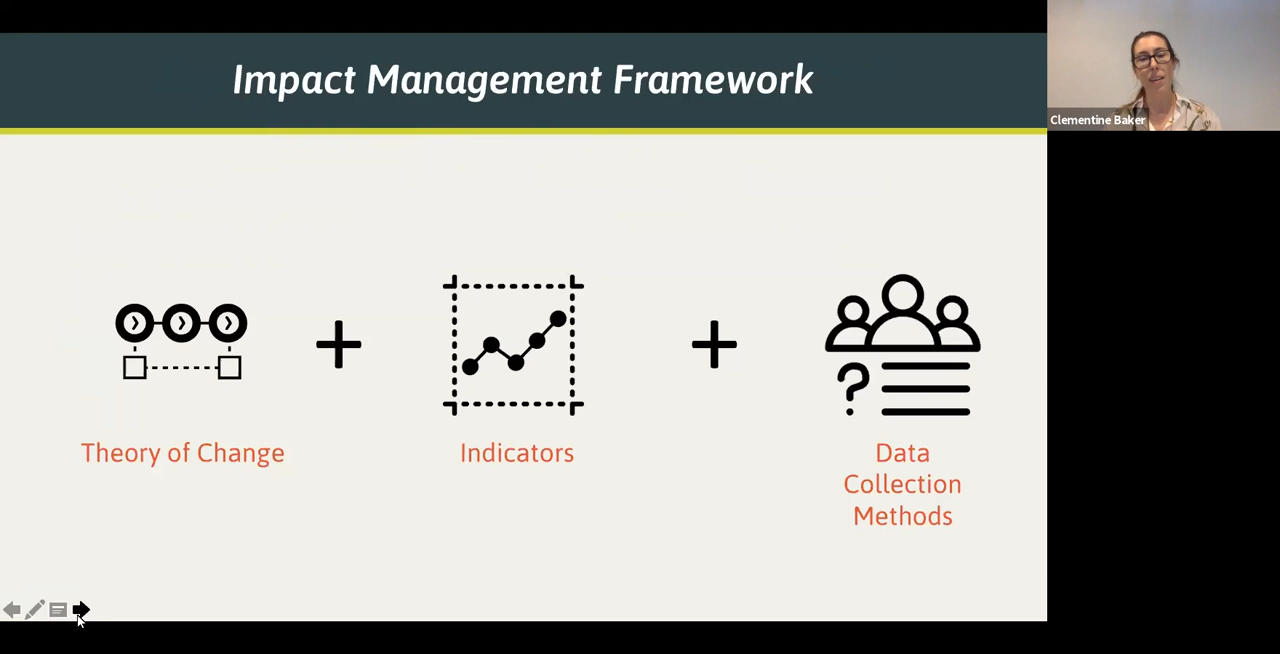 Impact Management Framework
Clementine Baker
+
+
?
Theory of Change
Indicators
Data
Collection
Methods